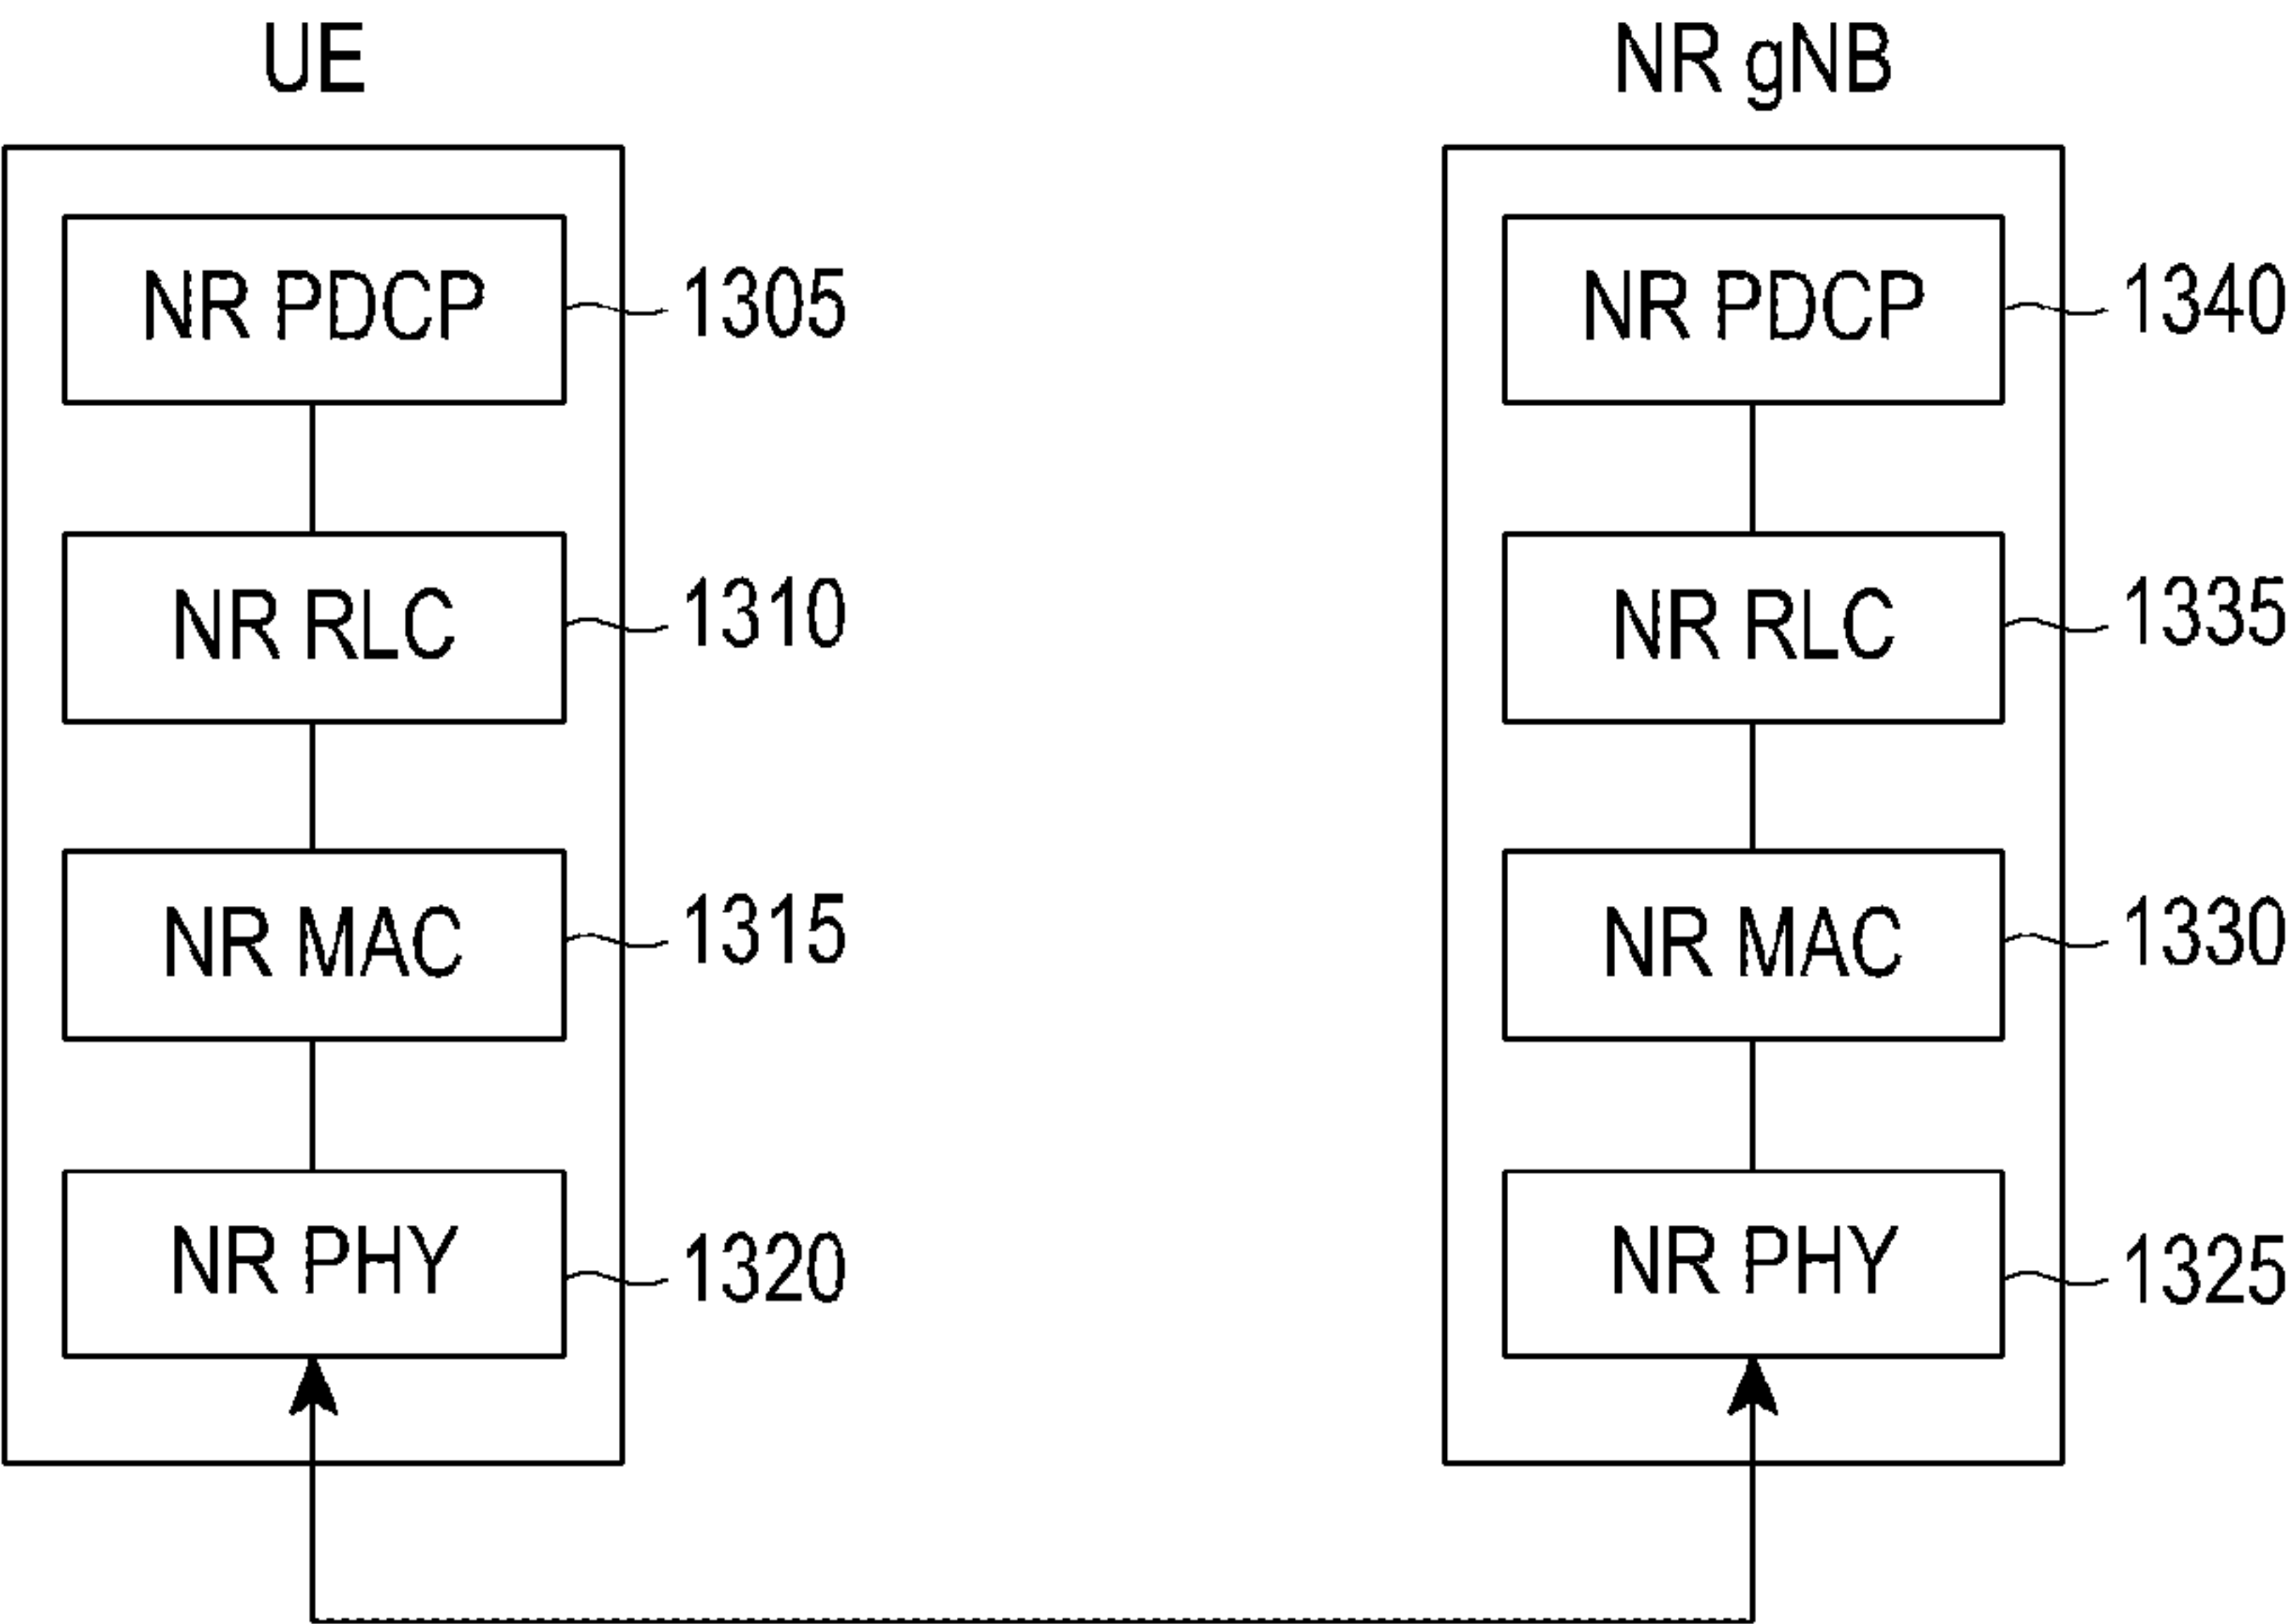 UE
NR gNB
NR PDCP
1305
NR PDCP
1340
NR RLC
1310
NR RLC
1335
NR MAC
1315
NR MAC
1330
NR PHY
1320
NR PHY
1325